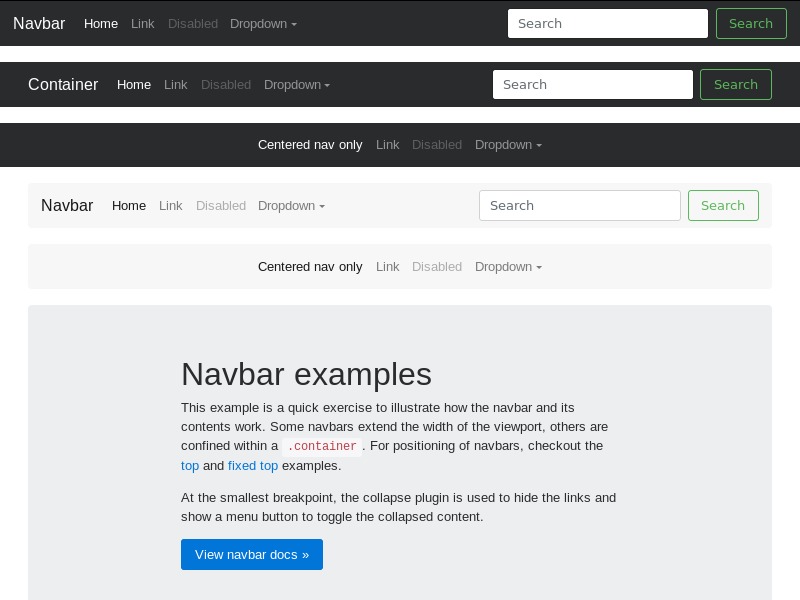 Navbar Home Link Disabled Dropdown Search Search
Container Home Link Disabled Dropdown Search Search
Centered nav only Link Disabled Dropdown
Navbar Home Link Disabled Dropdown Search Search
Centered nav only Link Disabled Dropdown
Navbar examples
This example is a quick exercise to illustrate how the navbar and its
contents work. Some navbars extend the width of the viewport, others are
confined within a .container. For positioning of navbars, checkout the
top and fixed top examples.
At the smallest breakpoint, the collapse plugin is used to hide the links and
show a menu button to toggle the collapsed content.
View navbar docs »